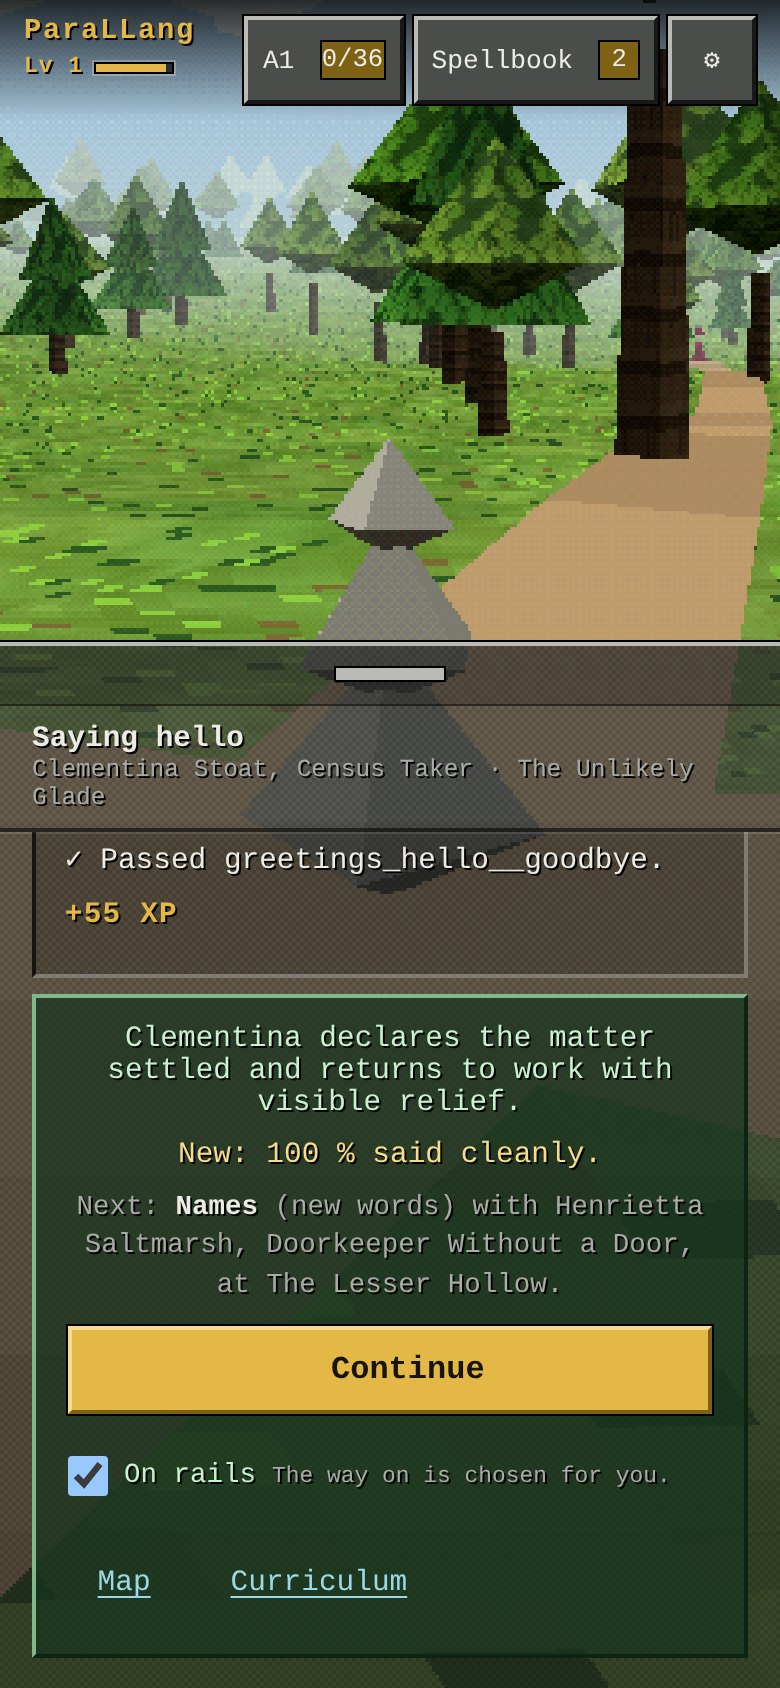 ParaLLang
Lv 1
A1 0/36
Spellbook 2
⚙
Saying hello
Clementina Stoat, Census Taker · The Unlikely
Glade
✓ Passed greetings_hello__goodbye.
+55 XP
Clementina declares the matter
settled and returns to work with
visible relief.
New: 100 % said cleanly.
Next: Names (new words) with Henrietta
Saltmarsh, Doorkeeper Without a Door,
at The Lesser Hollow.
Continue
On rails The way on is chosen for you.
Map Curriculum